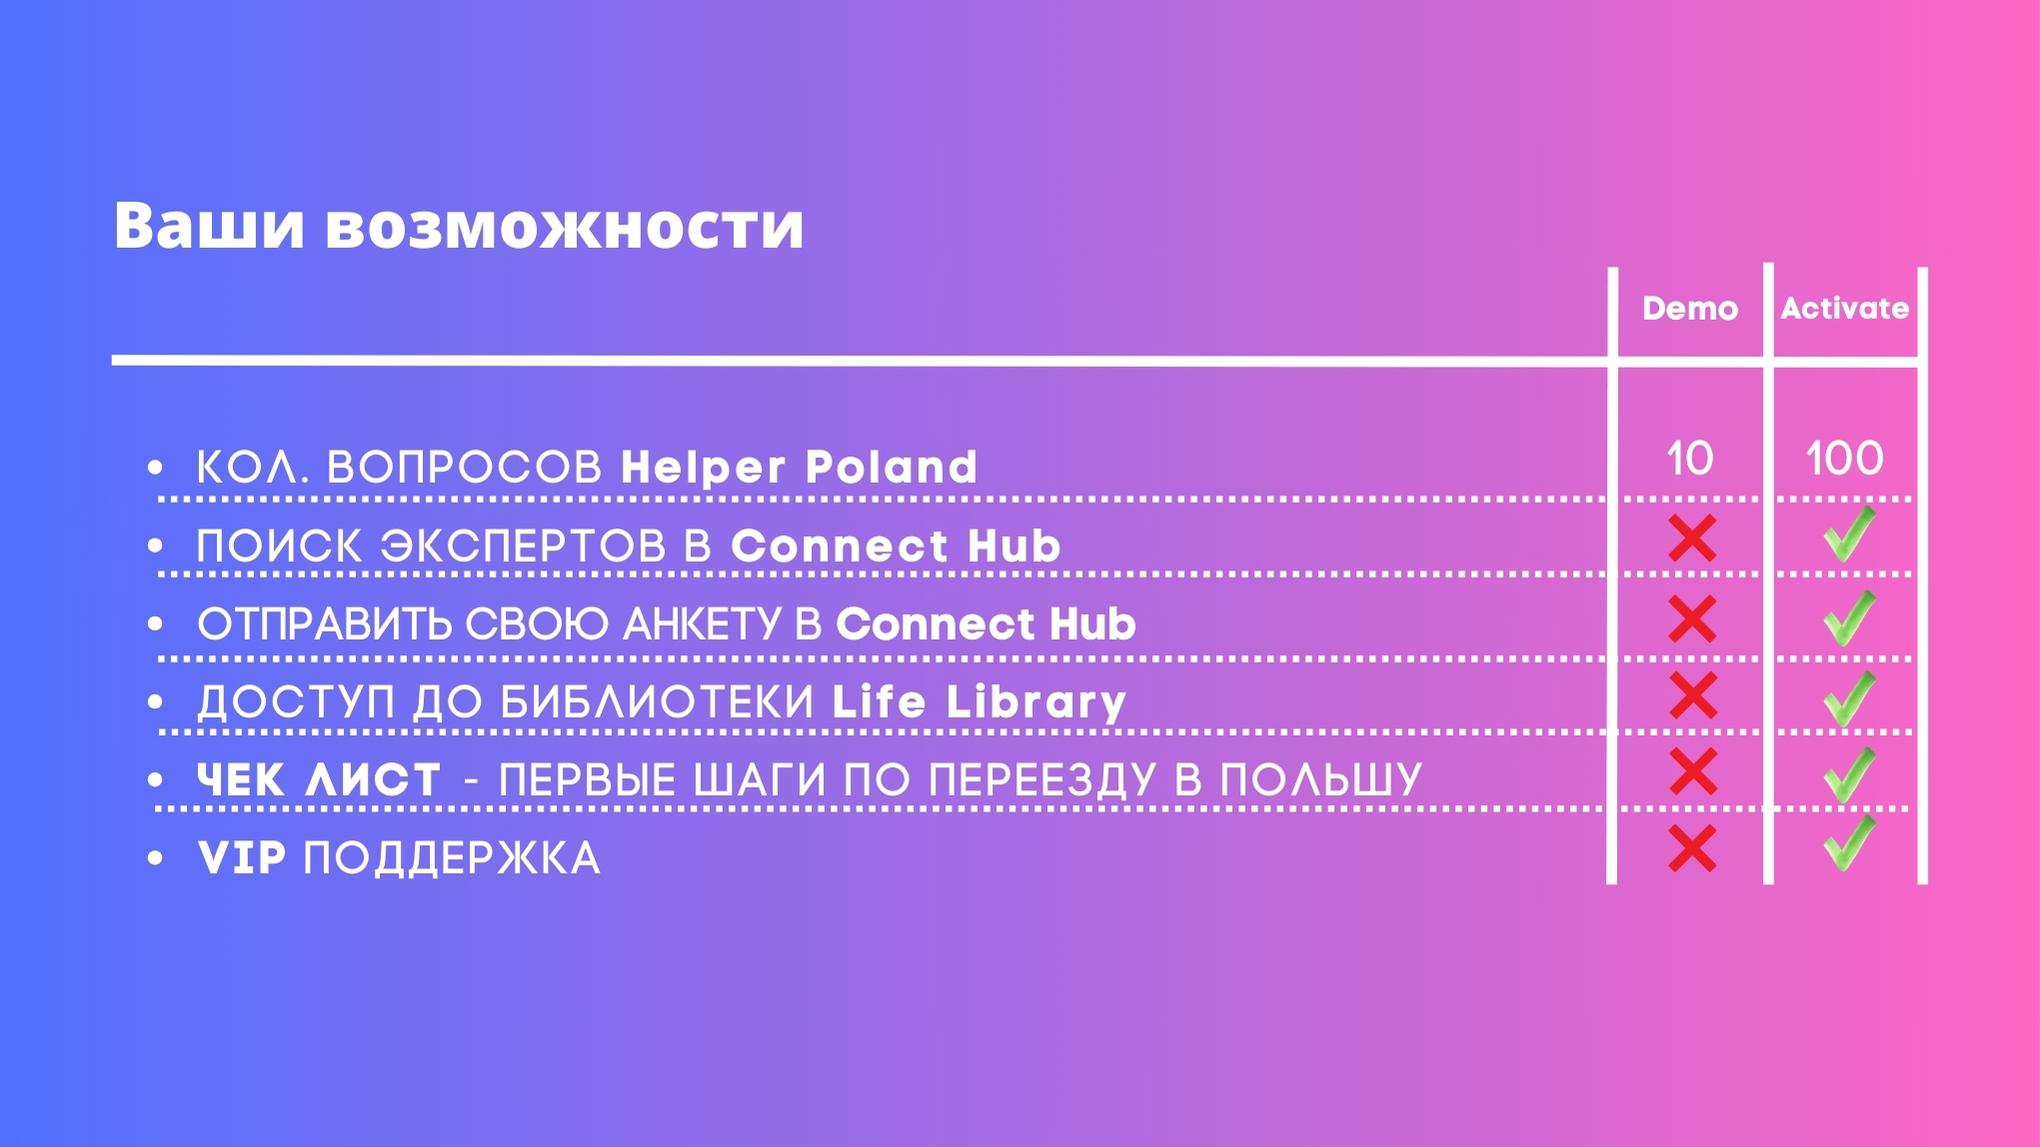 Ваши возможности
Demo Activate
КОЛ. ВОПРОСОВ Helper Poland 10 100
ПОИСК ЭКСПЕРТОВ В Connect Hub ❌ ✔
ОТПРАВИТЬ СВОЮ АНКЕТУ В Connect Hub ❌ ✔
ДОСТУП ДО БИБЛИОТЕКИ Life Library ❌ ✔
ЧЕК ЛИСТ - ПЕРВЫЕ ШАГИ ПО ПЕРЕЕЗДУ В ПОЛЬШУ ❌ ✔
VIP ПОДДЕРЖКА ❌ ✔